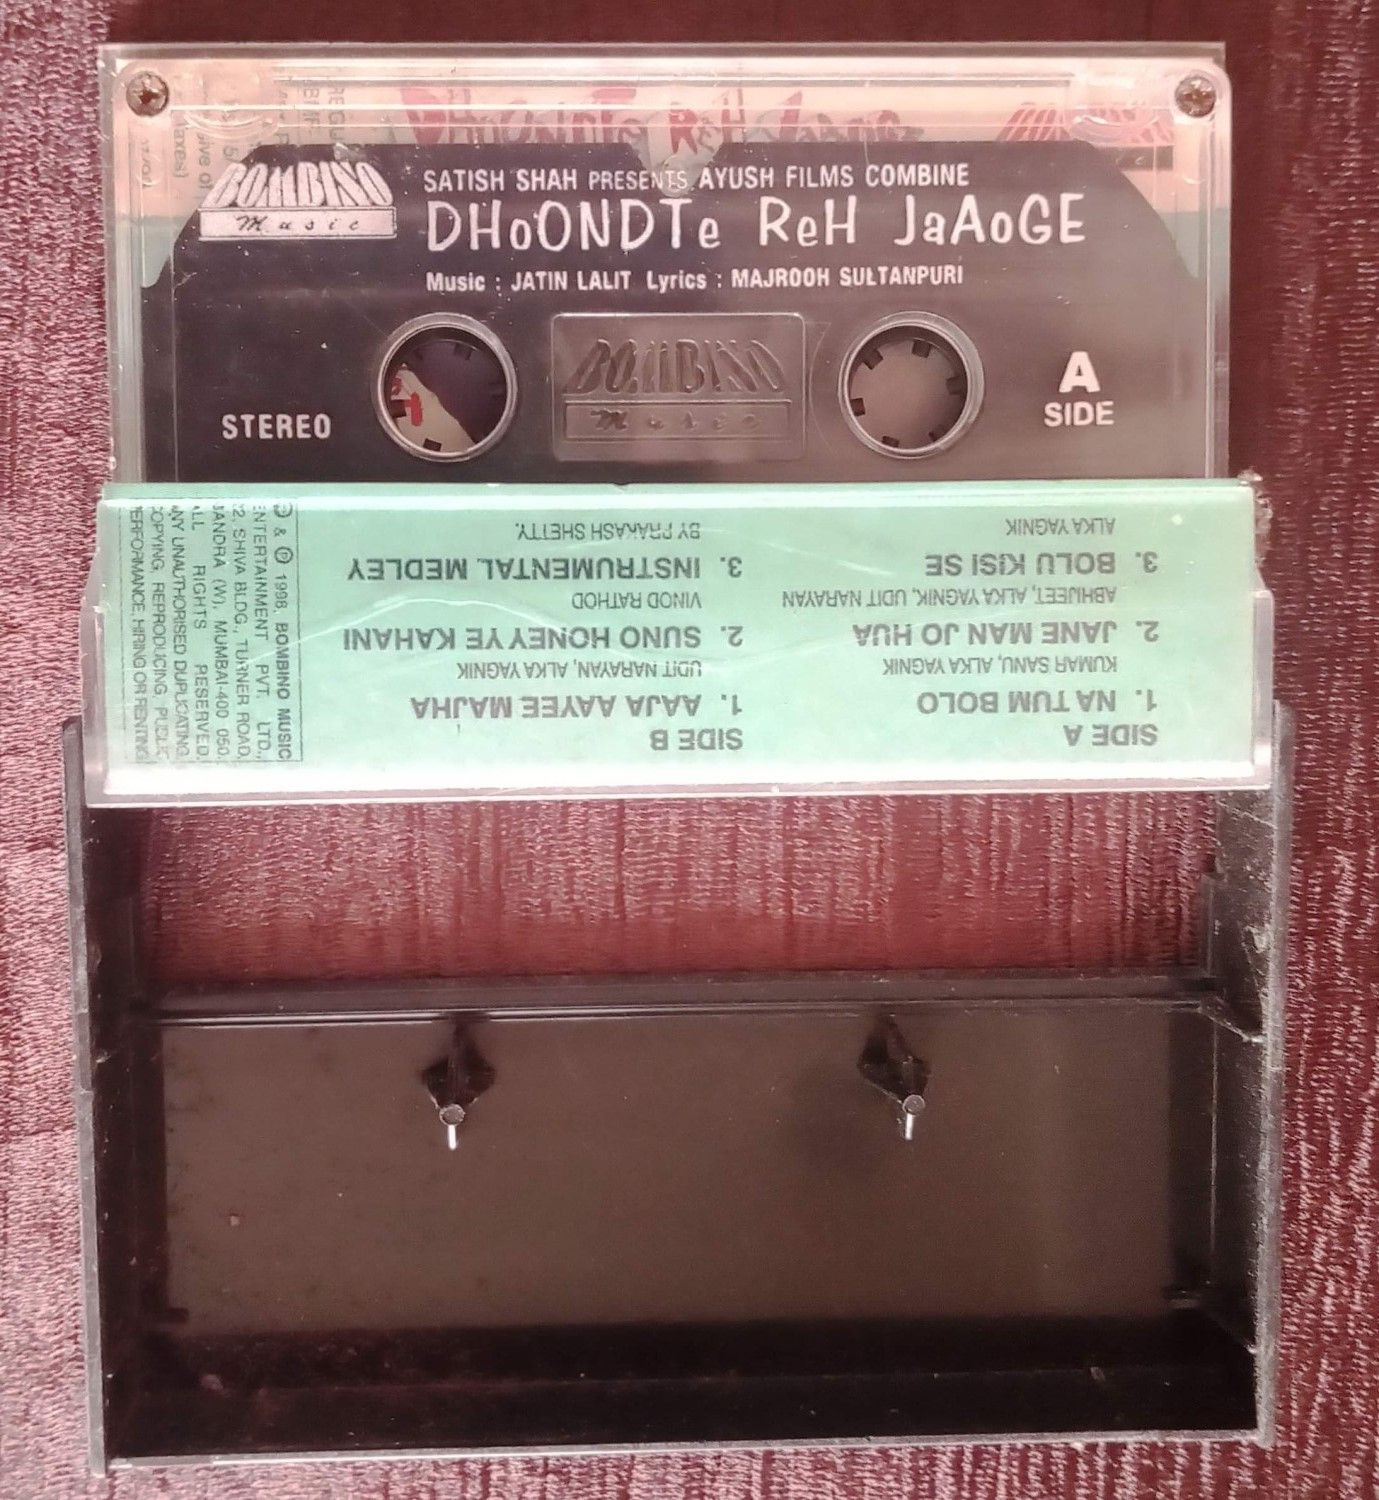 BOMBINO
Music
SATISH SHAH PRESENTS AYUSH FILMS COMBINE
DHoONDTe ReH JaAoGE
Music : JATIN LALIT Lyrics : MAJROOH SULTANPURI
BOMBINO
Music
STEREO
A
SIDE
SIDE A
1. NA TUM BOLO
KUMAR SANU, ALKA YAGNIK
2. JANE MAN JO HUA
ABHIJEET, ALKA YAGNIK, UDIT NARAYAN
3. BOLU KISI SE
ALKA YAGNIK
SIDE B
1. AAJA AAYEE MAJHA
UDIT NARAYAN, ALKA YAGNIK
2. SUNO HONEYYE KAHANI
VINOD RATHOD
3. INSTRUMENTAL MEDLEY
BY PRAKASH SHETTY.
& ℗ 1998, BOMBINO MUSIC
ENTERTAINMENT PVT. LTD.,
22, SHIVA BLDG., TURNER ROAD,
BANDRA (W), MUMBAI-400 050.
ALL RIGHTS RESERVED.
ANY UNAUTHORISED DUPLICATING,
COPYING, REPRODUCING, PUBLIC
PERFORMANCE, HIRING OR RENTING